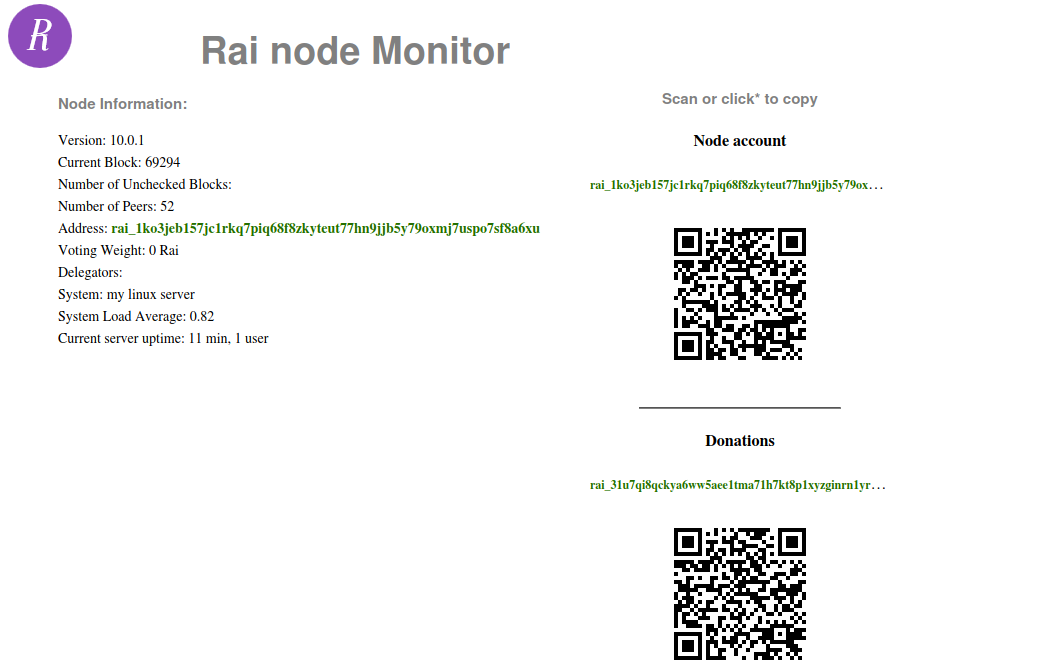 R
Rai node Monitor
Node Information:
Version: 10.0.1
Current Block: 69294
Number of Unchecked Blocks:
Number of Peers: 52
Address: rai_1ko3jeb157jc1rkq7piq68f8zkyteut77hn9jjb5y79oxmj7uspo7sf8a6xu
Voting Weight: 0 Rai
Delegators:
System: my linux server
System Load Average: 0.82
Current server uptime: 11 min, 1 user
Scan or click* to copy
Node account
rai_1ko3jeb157jc1rkq7piq68f8zkyteut77hn9jjb5y79ox...
Donations
rai_31u7qi8qckya6ww5aee1tma71h7kt8p1xyzginrn1yr...